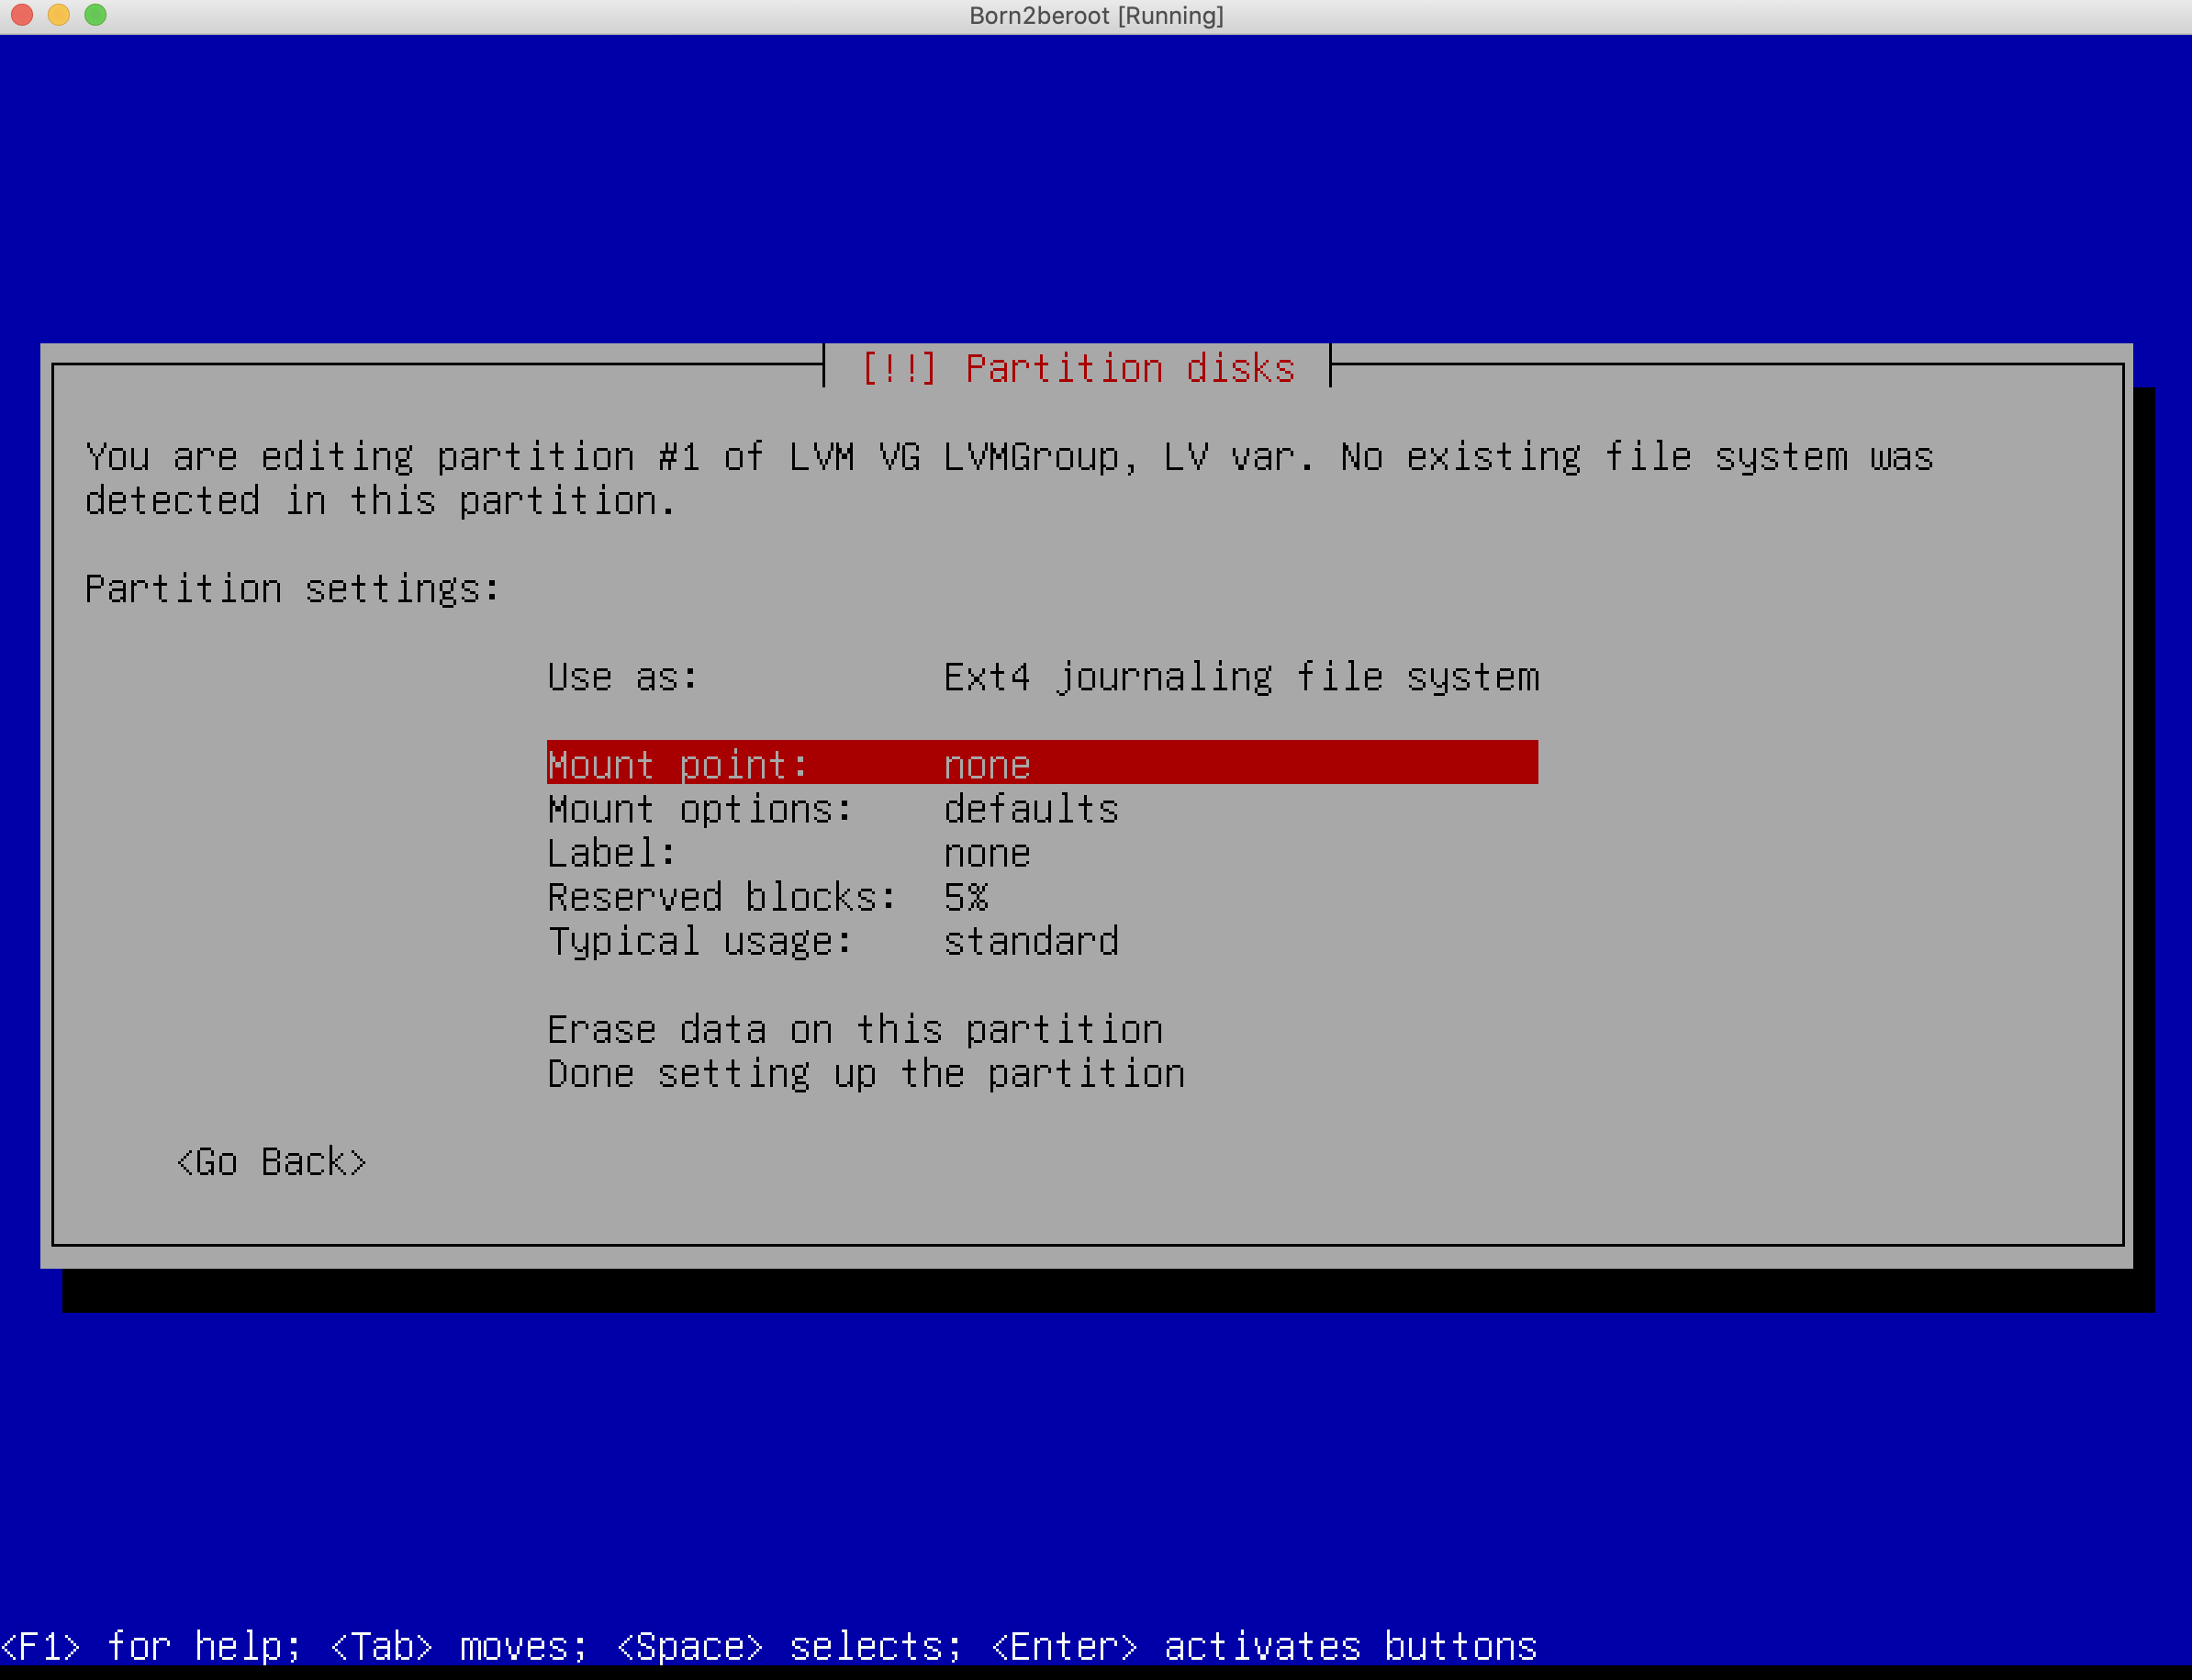 Born2beroot [Running]
[!!] Partition disks
You are editing partition #1 of LVM VG LVMGroup, LV var. No existing file system was
detected in this partition.
Partition settings:
Use as: Ext4 journaling file system
Mount point: none
Mount options: defaults
Label: none
Reserved blocks: 5%
Typical usage: standard
Erase data on this partition
Done setting up the partition
<Go Back>
<F1> for help; <Tab> moves; <Space> selects; <Enter> activates buttons